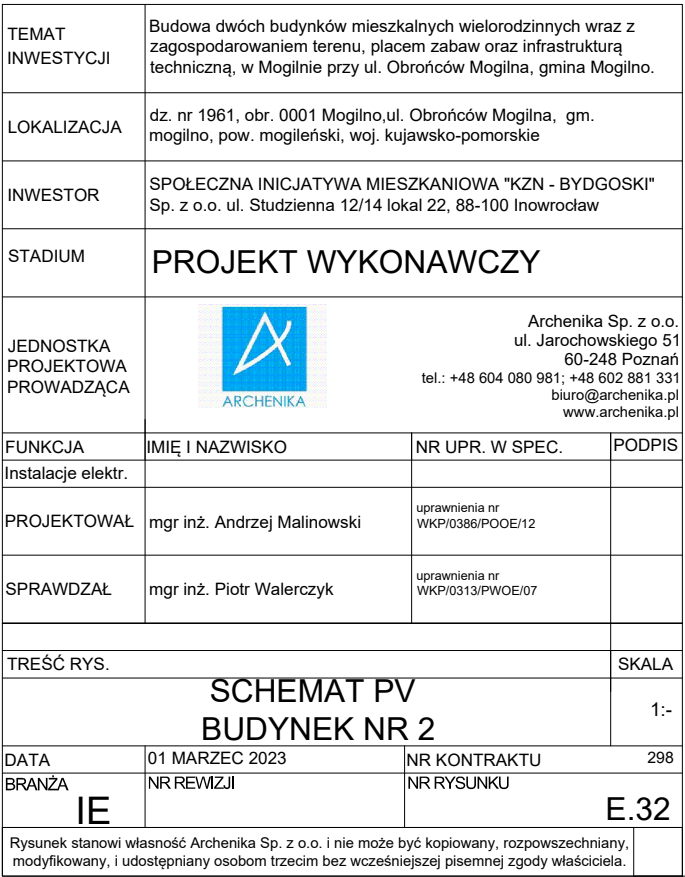 TEMAT
INWESTYCJI
Budowa dwóch budynków mieszkalnych wielorodzinnych wraz z
zagospodarowaniem terenu, placem zabaw oraz infrastrukturą
techniczną, w Mogilnie przy ul. Obrońców Mogilna, gmina Mogilno.
LOKALIZACJA
dz. nr 1961, obr. 0001 Mogilno,ul. Obrońców Mogilna, gm.
mogilno, pow. mogileński, woj. kujawsko-pomorskie
INWESTOR
SPOŁECZNA INICJATYWA MIESZKANIOWA "KZN - BYDGOSKI"
Sp. z o.o. ul. Studzienna 12/14 lokal 22, 88-100 Inowrocław
STADIUM
PROJEKT WYKONAWCZY
JEDNOSTKA
PROJEKTOWA
PROWADZĄCA
ARCHENIKA
Archenika Sp. z o.o.
ul. Jarochowskiego 51
60-248 Poznań
tel.: +48 604 080 981; +48 602 881 331
biuro@archenika.pl
www.archenika.pl
FUNKCJA IMIĘ I NAZWISKO NR UPR. W SPEC. PODPIS
Instalacje elektr.
PROJEKTOWAŁ mgr inż. Andrzej Malinowski
uprawnienia nr
WKP/0386/POOE/12
SPRAWDZAŁ mgr inż. Piotr Walerczyk
uprawnienia nr
WKP/0313/PWOE/07
TREŚĆ RYS. SKALA
SCHEMAT PV
BUDYNEK NR 2
1:-
DATA 01 MARZEC 2023 NR KONTRAKTU 298
BRANŻA NR REWIZJI NR RYSUNKU
IE E.32
Rysunek stanowi własność Archenika Sp. z o.o. i nie może być kopiowany, rozpowszechniany,
modyfikowany, i udostępniany osobom trzecim bez wcześniejszej pisemnej zgody właściciela.